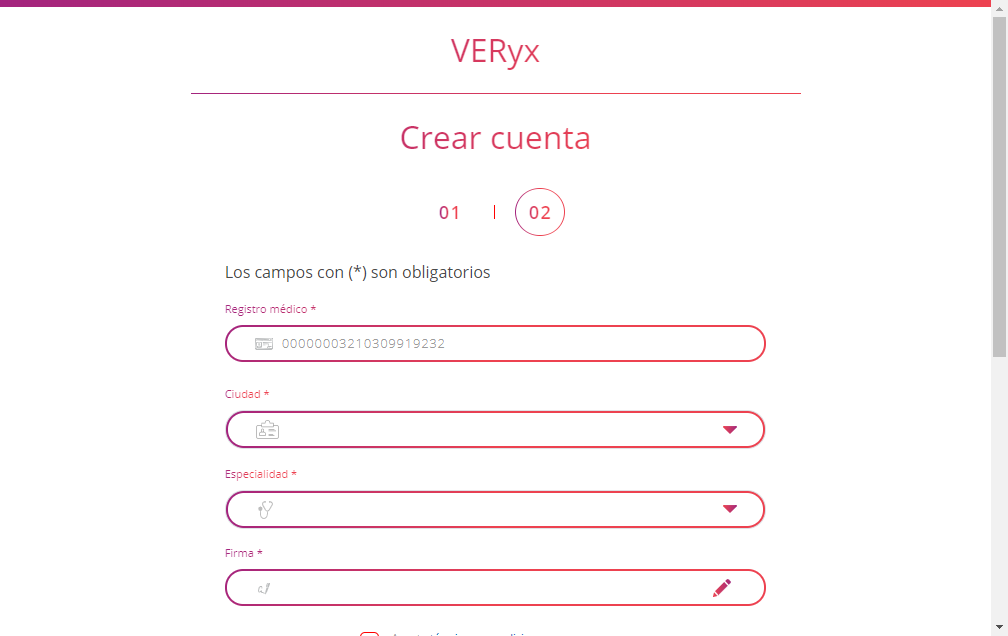 VERyx
Crear cuenta
01
02
Los campos con (*) son obligatorios
Registro médico *
00000003210309919232
Ciudad *
Especialidad *
Firma *